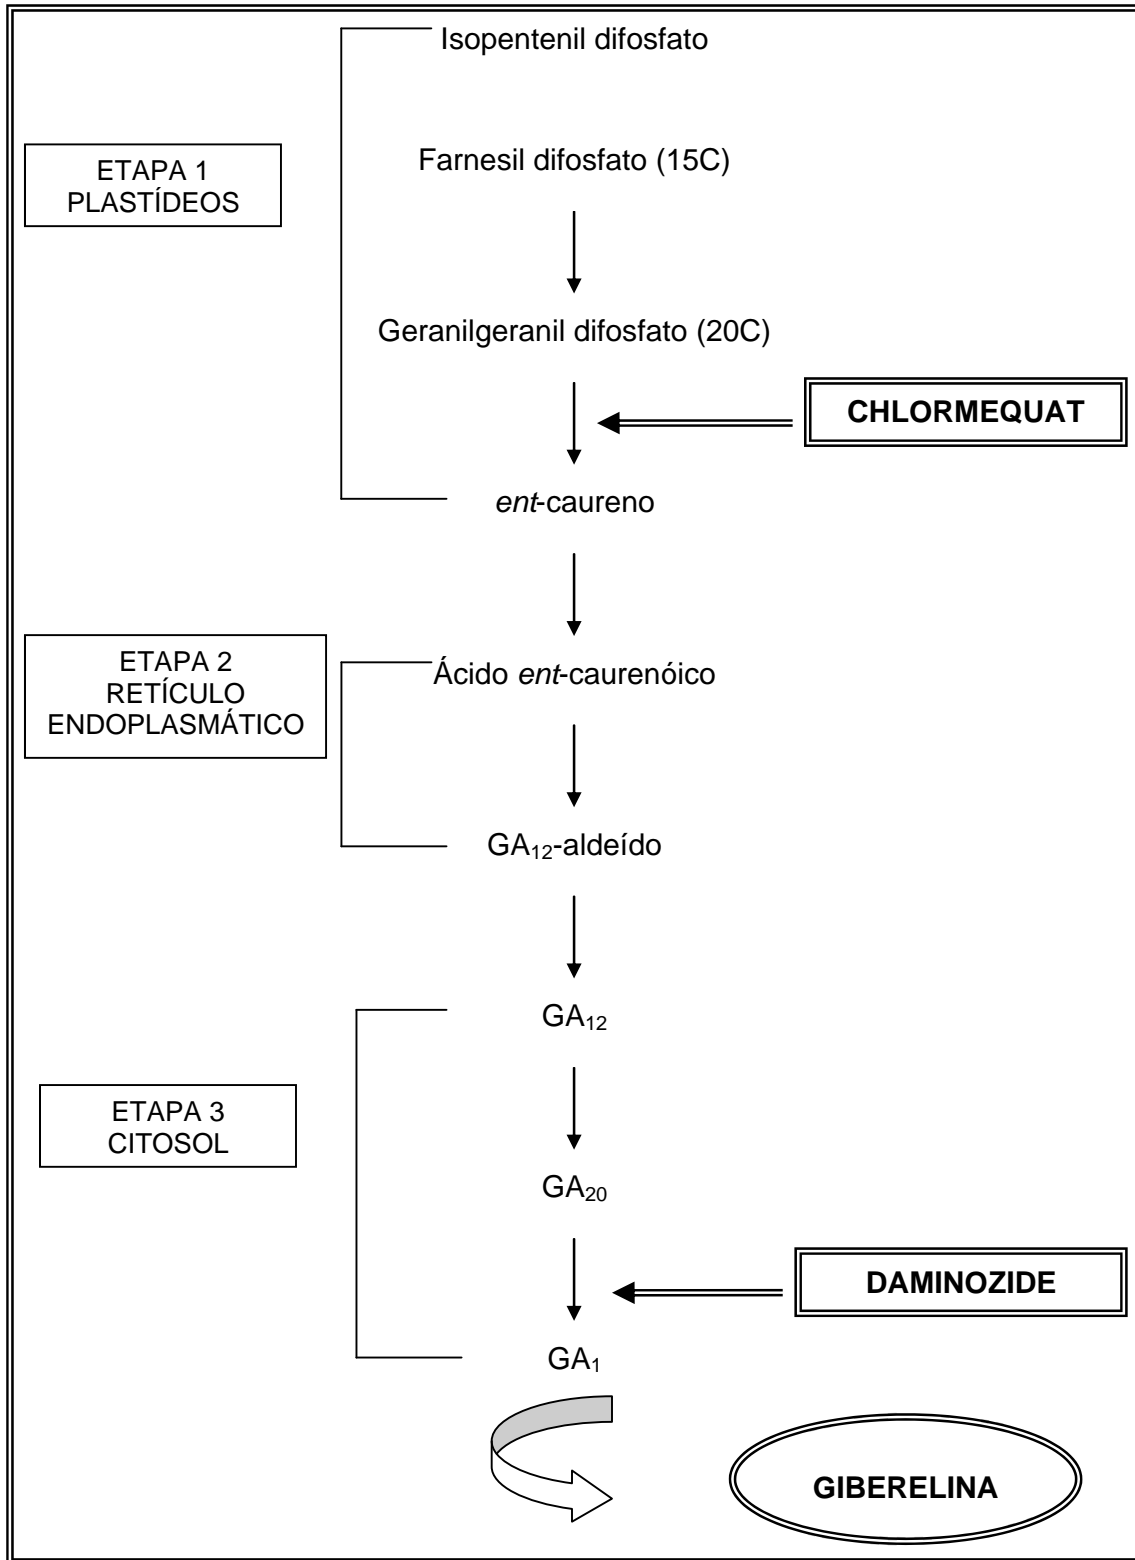 Isopentenil difosfato
ETAPA 1
PLASTÍDEOS
Farnesil difosfato (15C)
Geranilgeranil difosfato (20C)
CHLORMEQUAT
ent-caureno
ETAPA 2
RETÍCULO
ENDOPLASMÁTICO
Ácido ent-caurenóico
GA12-aldeído
GA12
ETAPA 3
CITOSOL
GA20
DAMINOZIDE
GA1
GIBERELINA